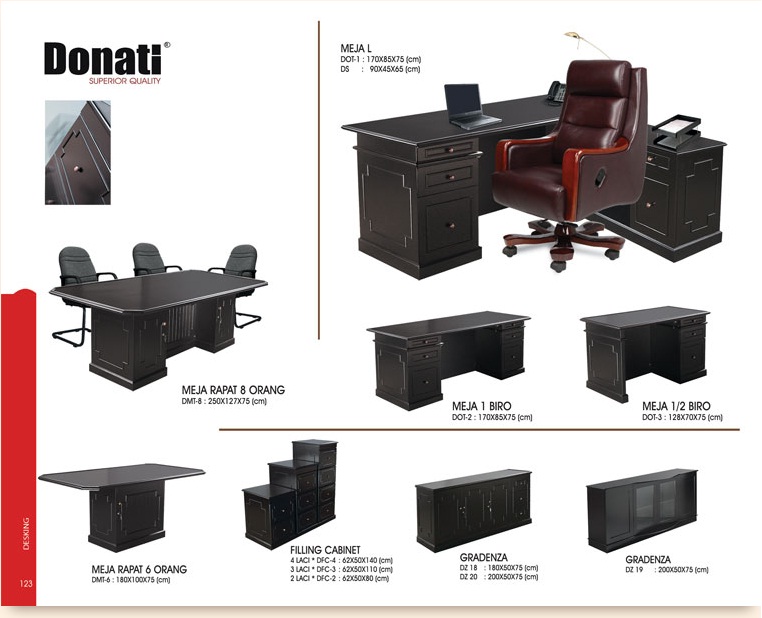 Donati®
SUPERIOR QUALITY
MEJA L
DOT-1 : 170X85X75 (cm)
DS : 90X45X65 (cm)
MEJA RAPAT 8 ORANG
DMT-8 : 250X127X75 (cm)
MEJA 1 BIRO
DOT-2 : 170X85X75 (cm)
MEJA 1/2 BIRO
DOT-3 : 128X70X75 (cm)
MEJA RAPAT 6 ORANG
DMT-6 : 180X100X75 (cm)
FILLING CABINET
4 LACI * DFC-4 : 62X50X140 (cm)
3 LACI * DFC-3 : 62X50X110 (cm)
2 LACI * DFC-2 : 62X50X80 (cm)
GRADENZA
DZ 18 : 180X50X75 (cm)
DZ 20 : 200X50X75 (cm)
GRADENZA
DZ 19 : 200X50X75 (cm)
DESKING
123